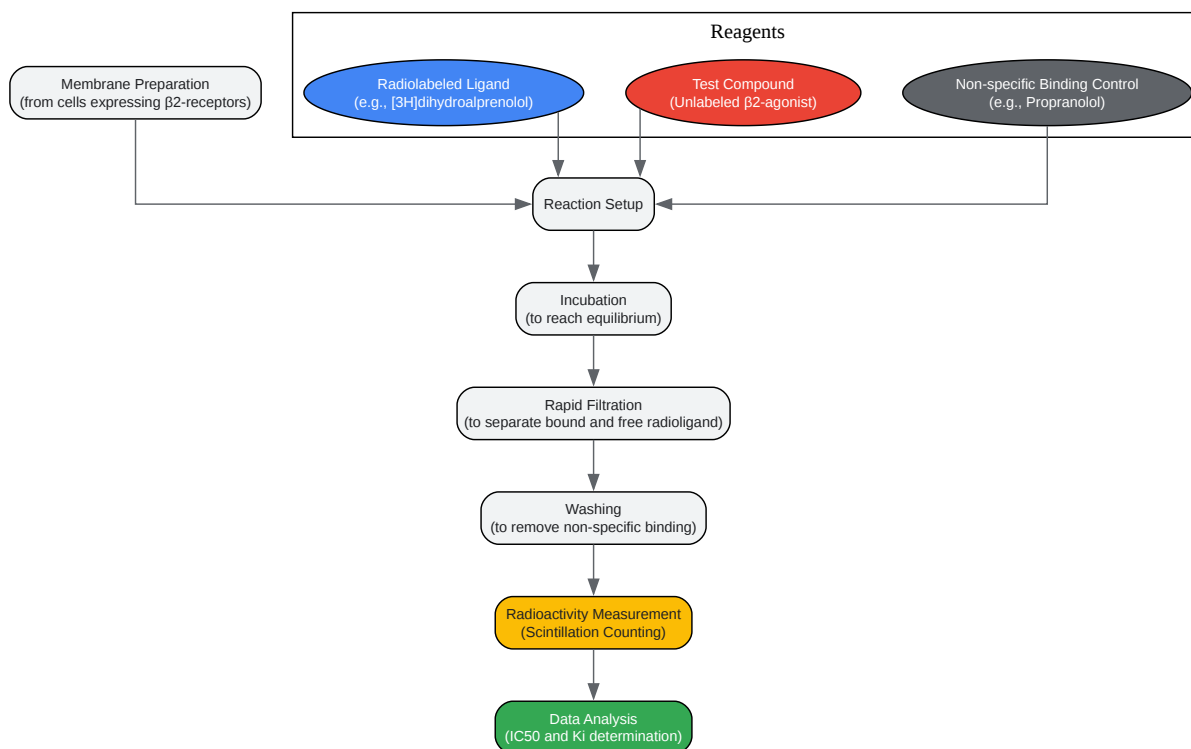 Reagents
Membrane Preparation
(from cells expressing β2-receptors)
Radiolabeled Ligand
(e.g., [3H]dihydroalprenolol)
Test Compound
(Unlabeled β2-agonist)
Non-specific Binding Control
(e.g., Propranolol)
Reaction Setup
Incubation
(to reach equilibrium)
Rapid Filtration
(to separate bound and free radioligand)
Washing
(to remove non-specific binding)
Radioactivity Measurement
(Scintillation Counting)
Data Analysis
(IC50 and Ki determination)